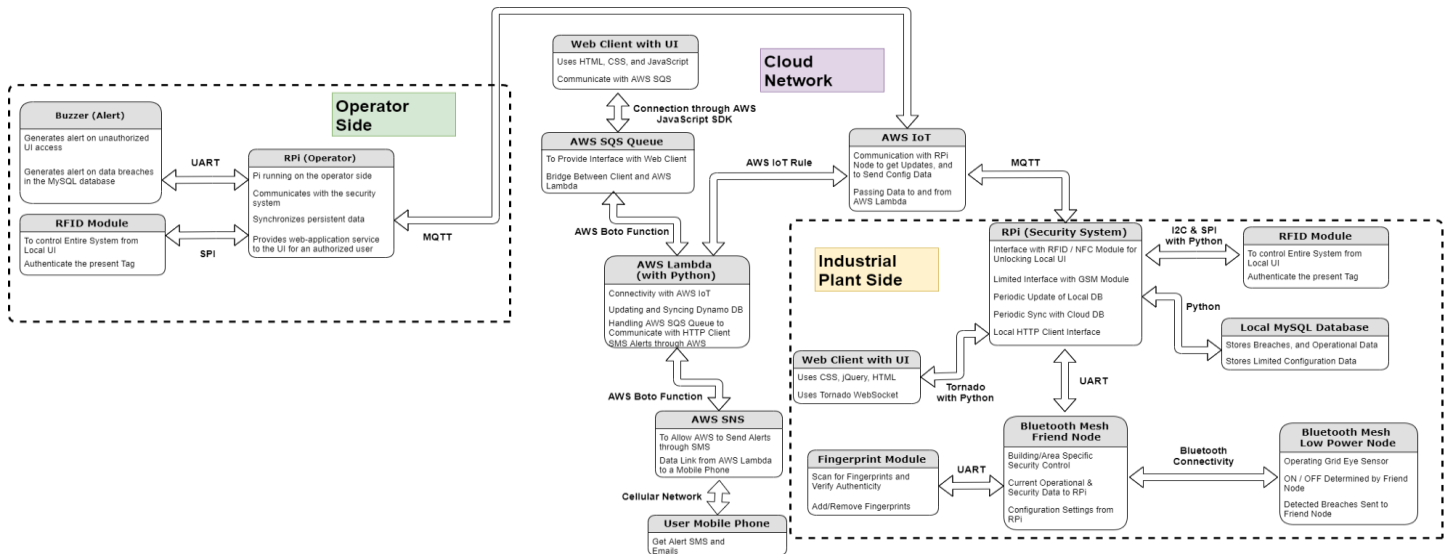 Web Client with UI
Uses HTML, CSS, and JavaScript
Communicate with AWS SQS
Cloud
Network
Operator
Side
Connection through AWS
JavaScript SDK
Buzzer (Alert)
Generates alert on unauthorized
UI access
Generates alert on data breaches
in the MySQL database
UART
RPi (Operator)
Pi running on the operator side
Communicates with the security
system
Synchronizes persistent data
Provides web-application service
to the UI for an authorized user
RFID Module
To control Entire System from
Local UI
Authenticate the present Tag
SPI
MQTT
AWS SQS Queue
To Provide Interface with Web Client
Bridge Between Client and AWS
Lambda
AWS IoT Rule
AWS IoT
Communication with RPi
Node to get Updates, and
to Send Config Data
Passing Data to and from
AWS Lambda
MQTT
AWS Boto Function
AWS Lambda
(with Python)
Connectivity with AWS IoT
Updating and Syncing Dynamo DB
Handling AWS SQS Queue to
Communicate with HTTP Client
SMS Alerts through AWS
AWS Boto Function
AWS SNS
To Allow AWS to Send Alerts
through SMS
Data Link from AWS Lambda
to a Mobile Phone
Cellular Network
User Mobile Phone
Get Alert SMS and
Emails
Industrial
Plant Side
RPi (Security System)
Interface with RFID / NFC Module for
Unlocking Local UI
Limited Interface with GSM Module
Periodic Update of Local DB
Periodic Sync with Cloud DB
Local HTTP Client Interface
I2C & SPI
with Python
RFID Module
To control Entire System from
Local UI
Authenticate the present Tag
Python
Local MySQL Database
Stores Breaches, and Operational Data
Stores Limited Configuration Data
Web Client with UI
Uses CSS, jQuery, HTML
Uses Tornado WebSocket
Tornado
with Python
UART
Bluetooth Mesh
Friend Node
Building/Area Specific
Security Control
Current Operational &
Security Data to RPi
Configuration Settings from
RPi
Fingerprint Module
Scan for Fingerprints and
Verify Authenticity
Add/Remove Fingerprints
UART
Bluetooth
Connectivity
Bluetooth Mesh
Low Power Node
Operating Grid Eye Sensor
ON / OFF Determined by Friend
Node
Detected Breaches Sent to
Friend Node